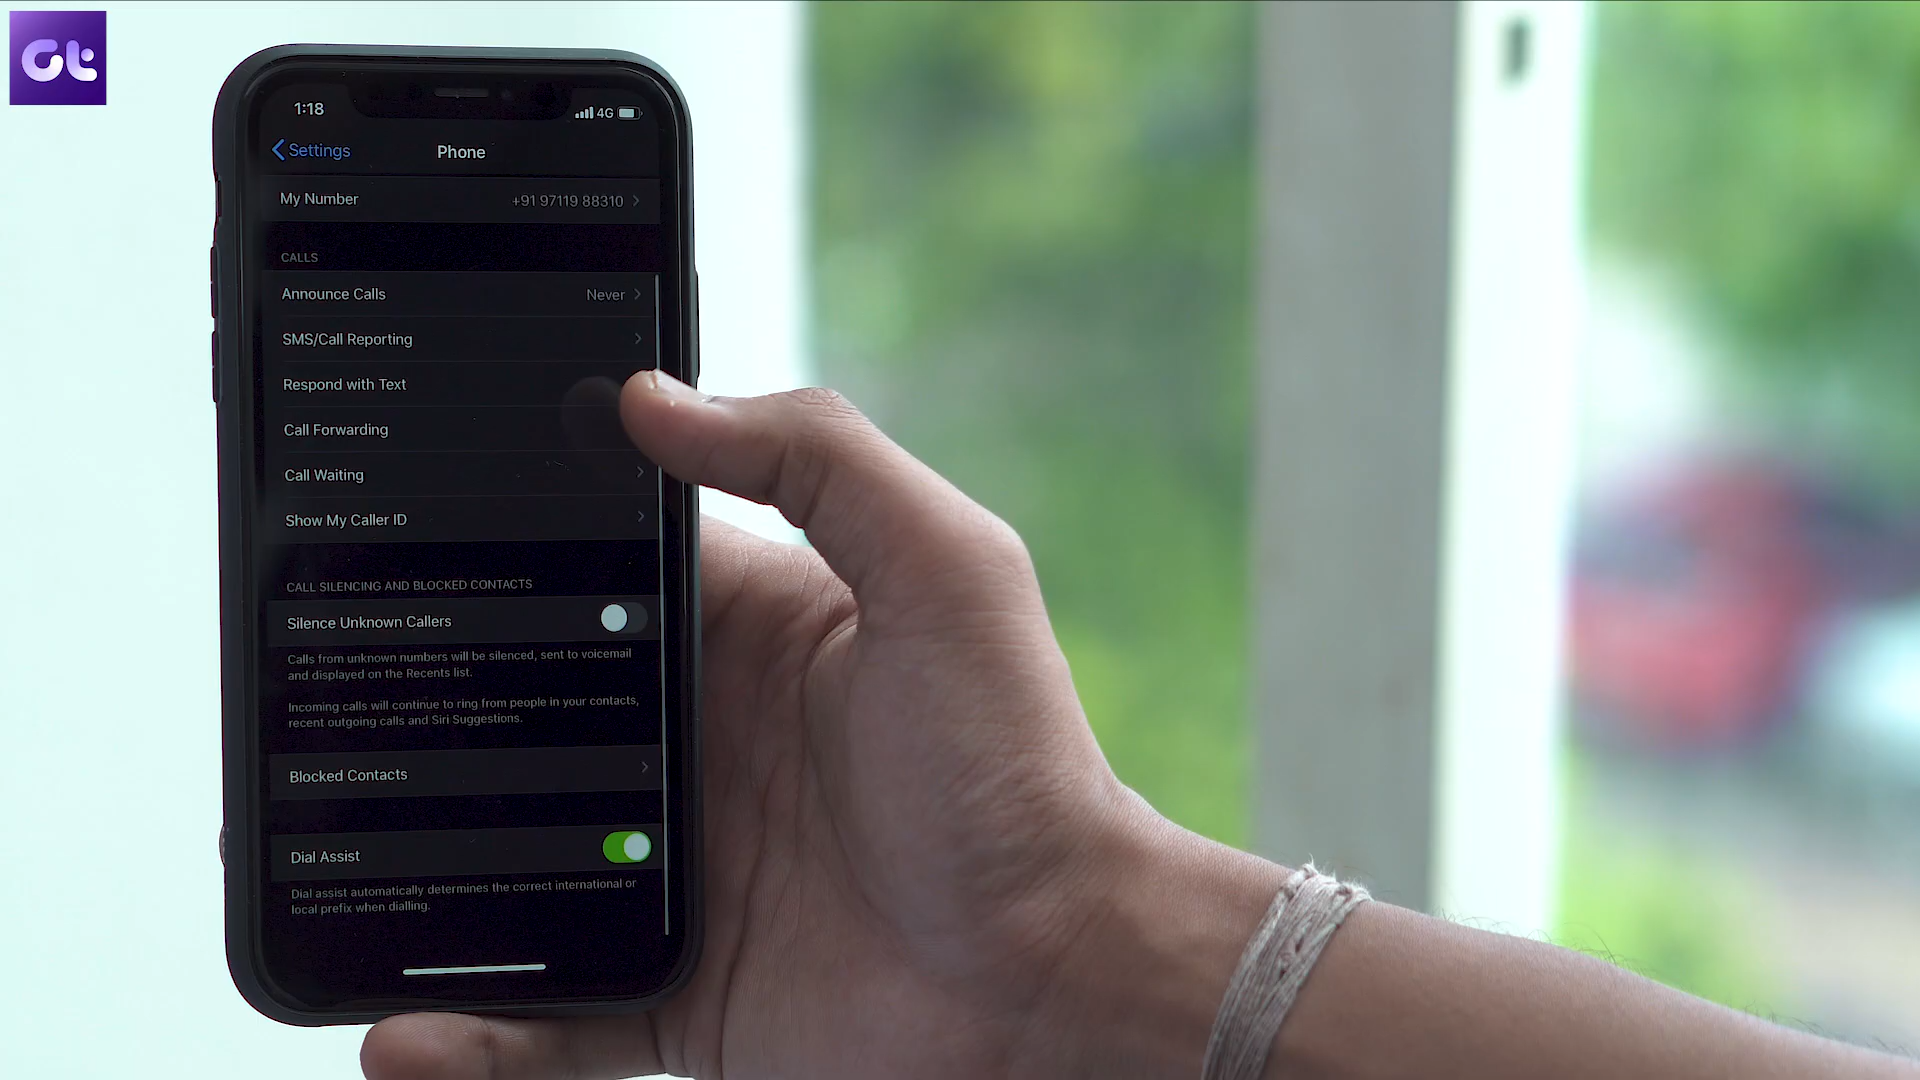 Gt
1:18
4G
Settings
Phone
My Number
+91 97119 88310
CALLS
Announce Calls
Never
SMS/Call Reporting
Respond with Text
Call Forwarding
Call Waiting
Show My Caller ID
CALL SILENCING AND BLOCKED CONTACTS
Silence Unknown Callers
Calls from unknown numbers will be silenced, sent to voicemail
and displayed on the Recents list.
Incoming calls will continue to ring from people in your contacts,
recent outgoing calls and Siri Suggestions.
Blocked Contacts
Dial Assist
Dial assist automatically determines the correct international or
local prefix when dialling.